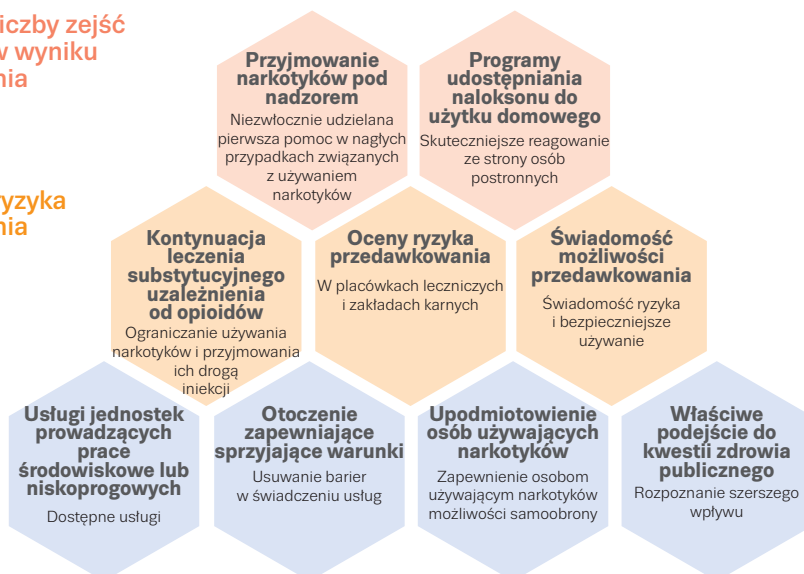 iczby zejść
w wyniku
nia
Przyjmowanie
narkotyków pod
nadzorem
Niezwłocznie udzielana
pierwsza pomoc w nagłych
przypadkach związanych
z używaniem
narkotyków
Programy
udostępniania
naloksonu do
użytku domowego
Skuteczniejsze reagowanie
ze strony osób
postronnych
yzyka
nia
Kontynuacja
leczenia
substytucyjnego
uzależnienia
od opioidów
Ograniczanie używania
narkotyków i przyjmowania
ich drogą
iniekcji
Oceny ryzyka
przedawkowania
W placówkach leczniczych
i zakładach karnych
Świadomość
możliwości
przedawkowania
Świadomość ryzyka
i bezpieczniejsze
używanie
Usługi jednostek
prowadzących
prace
środowiskowe lub
niskoprogowych
Dostępne usługi
Otoczenie
zapewniające
sprzyjające warunki
Usuwanie barier
w świadczeniu usług
Upodmiotowienie
osób używających
narkotyków
Zapewnienie osobom
używającym narkotyków
możliwości samoobrony
Właściwe
podejście do
kwestii zdrowia
publicznego
Rozpoznanie szerszego
wpływu